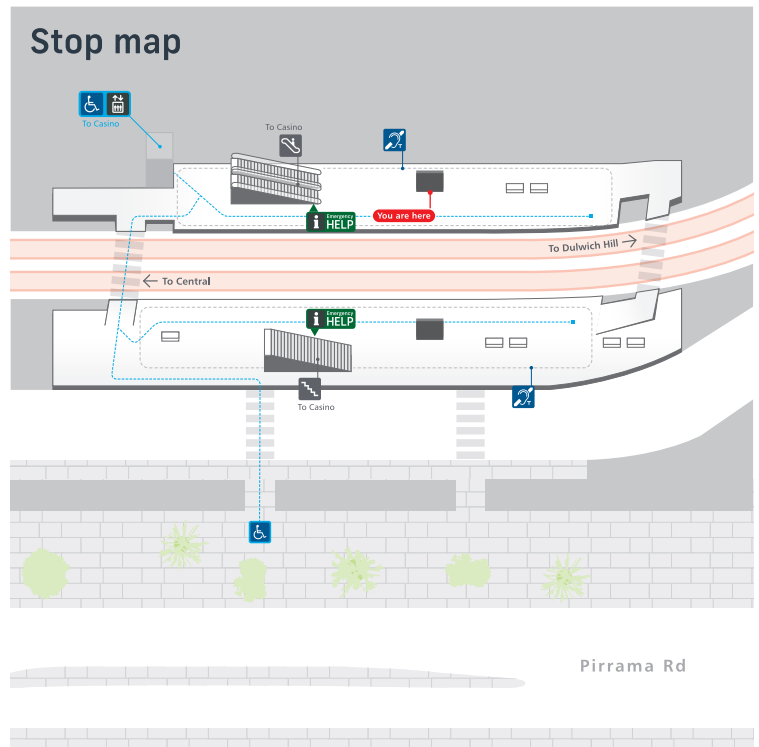 Stop map
To Casino
To Casino
T
Emergency
i HELP
You are here
To Dulwich Hill →
← To Central
Emergency
i HELP
To Casino
T
Pirrama Rd